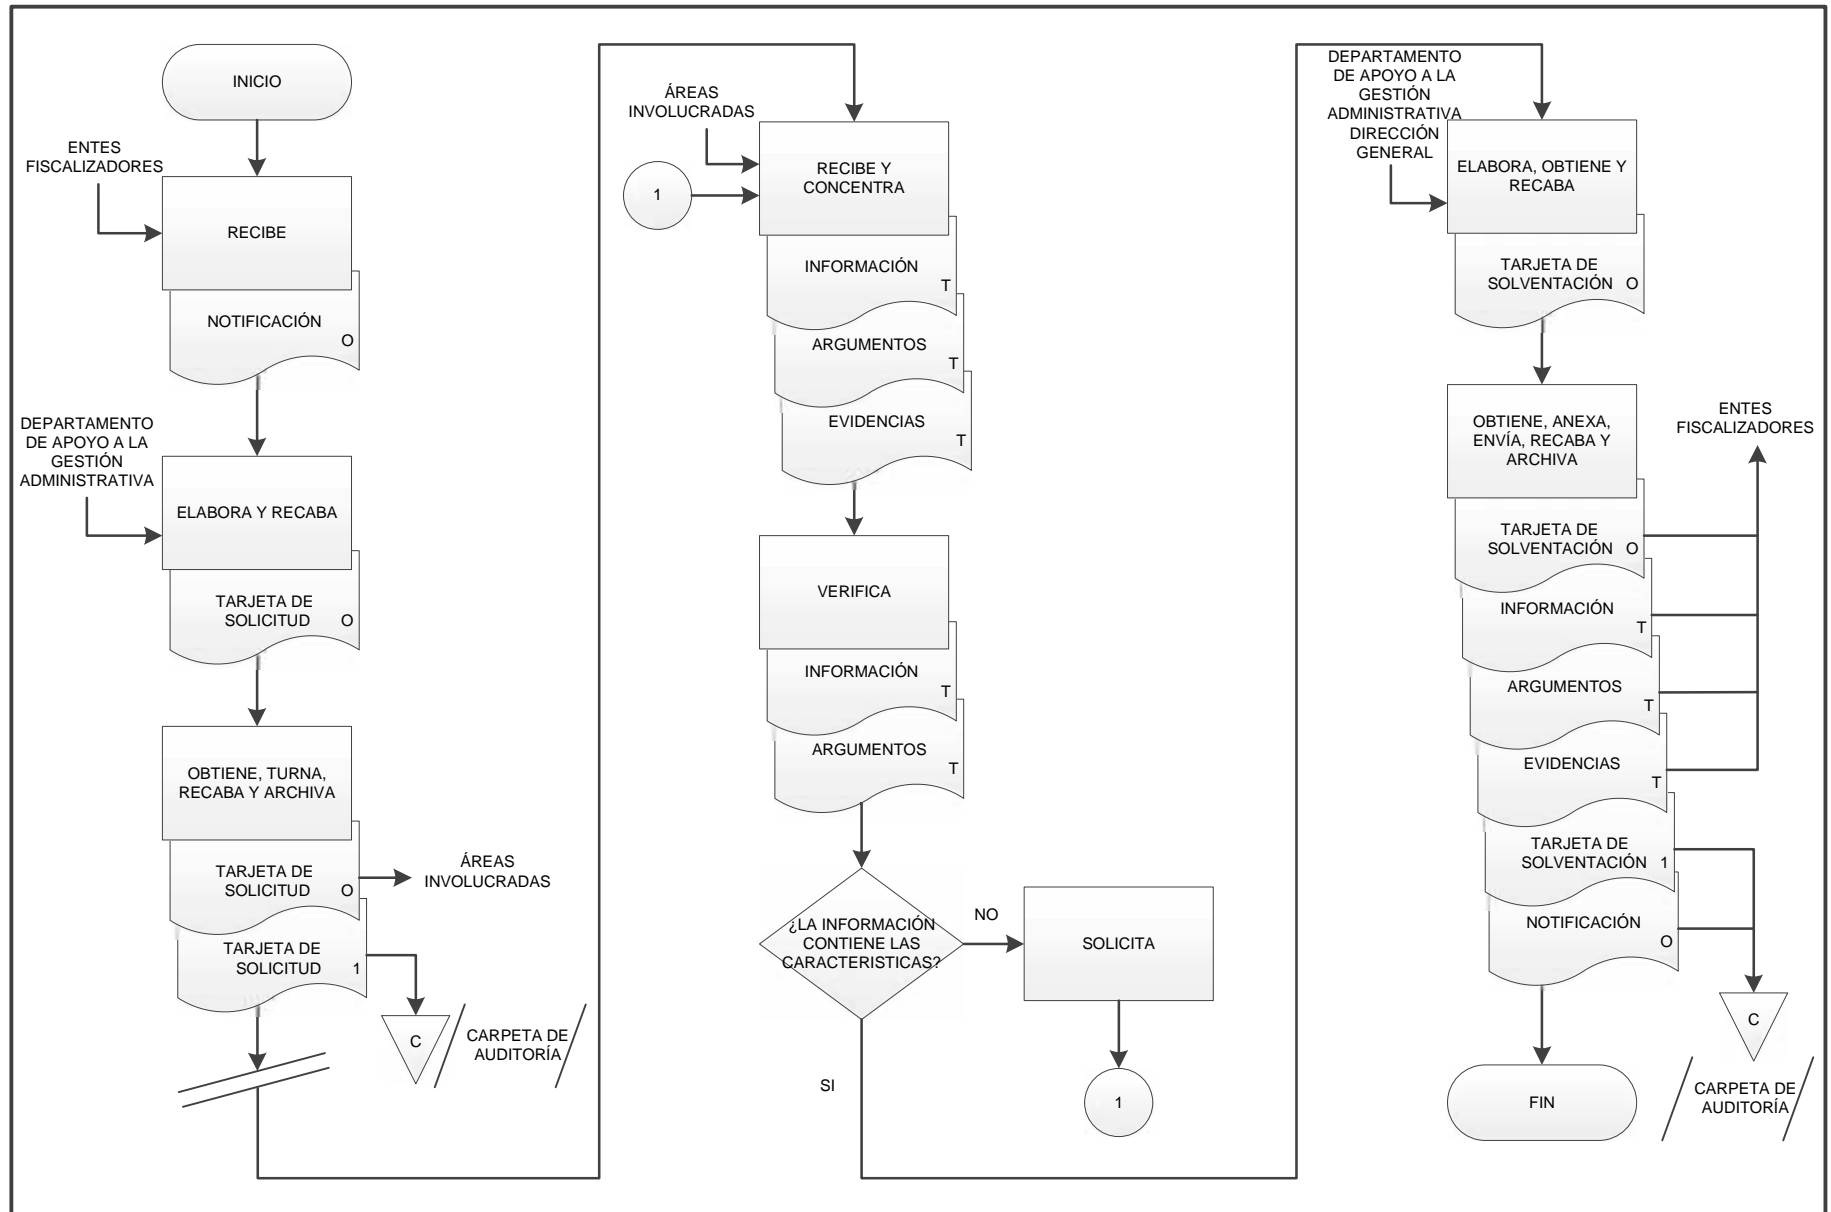 INICIO
ENTES
FISCALIZADORES
RECIBE
NOTIFICACIÓN
O
DEPARTAMENTO
DE APOYO A LA
GESTIÓN
ADMINISTRATIVA
ELABORA Y RECABA
TARJETA DE
SOLICITUD O
OBTIENE, TURNA,
RECABA Y ARCHIVA
TARJETA DE
SOLICITUD O
ÁREAS
INVOLUCRADAS
TARJETA DE
SOLICITUD 1
C
CARPETA DE
AUDITORÍA
ÁREAS
INVOLUCRADAS
1
RECIBE Y
CONCENTRA
INFORMACIÓN
T
ARGUMENTOS
T
EVIDENCIAS
T
VERIFICA
INFORMACIÓN
T
ARGUMENTOS
T
¿LA INFORMACIÓN
CONTIENE LAS
CARACTERISTICAS?
NO
SOLICITA
1
SI
DEPARTAMENTO
DE APOYO A LA
GESTIÓN
ADMINISTRATIVA
DIRECCIÓN
GENERAL
ELABORA, OBTIENE Y
RECABA
TARJETA DE
SOLVENTACIÓN O
OBTIENE, ANEXA,
ENVÍA, RECABA Y
ARCHIVA
ENTES
FISCALIZADORES
TARJETA DE
SOLVENTACIÓN O
INFORMACIÓN
T
ARGUMENTOS
T
EVIDENCIAS
T
TARJETA DE
SOLVENTACIÓN 1
NOTIFICACIÓN
O
C
CARPETA DE
AUDITORÍA
FIN